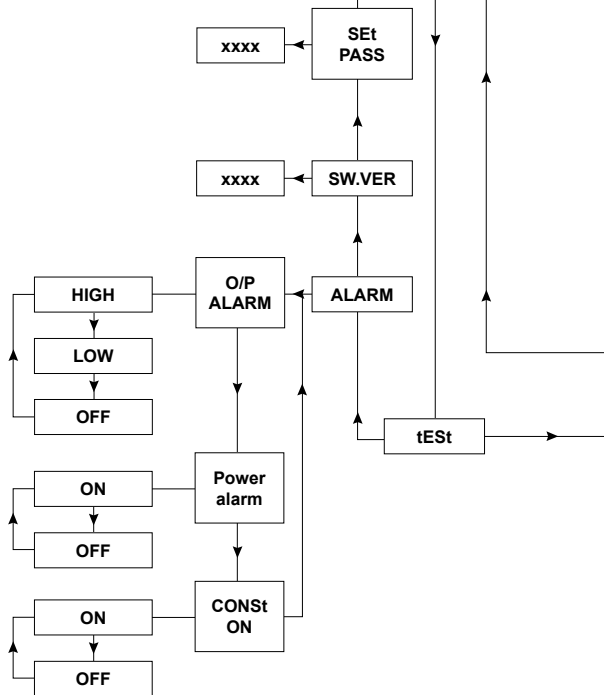 SEt
PASS
xxxx
xxxx
SW.VER
O/P
ALARM
ALARM
HIGH
LOW
OFF
tESt
Power
alarm
ON
OFF
CONSt
ON
ON
OFF